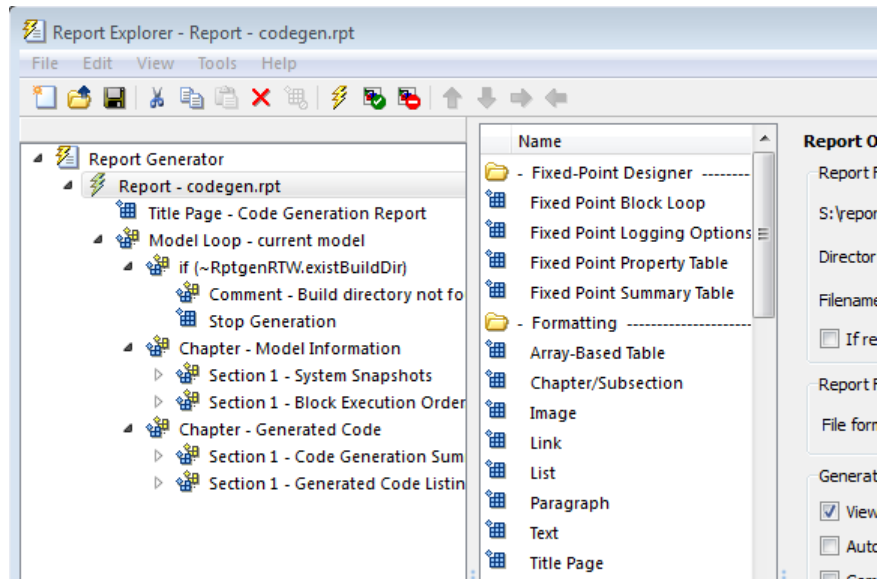 Report Explorer - Report - codegen.rpt
File Edit View Tools Help
Report Generator
Report - codegen.rpt
Title Page - Code Generation Report
Model Loop - current model
if (~RptgenRTW.existBuildDir)
Comment - Build directory not fo
Stop Generation
Chapter - Model Information
Section 1 - System Snapshots
Section 1 - Block Execution Order
Chapter - Generated Code
Section 1 - Code Generation Sum
Section 1 - Generated Code Listin
Name
- Fixed-Point Designer --------
Fixed Point Block Loop
Fixed Point Logging Options
Fixed Point Property Table
Fixed Point Summary Table
- Formatting --------------------
Array-Based Table
Chapter/Subsection
Image
Link
List
Paragraph
Text
Title Page
Report O
Report F
S:\repor
Director
Filename
If re
Report F
File forn
Generat
View
Auto